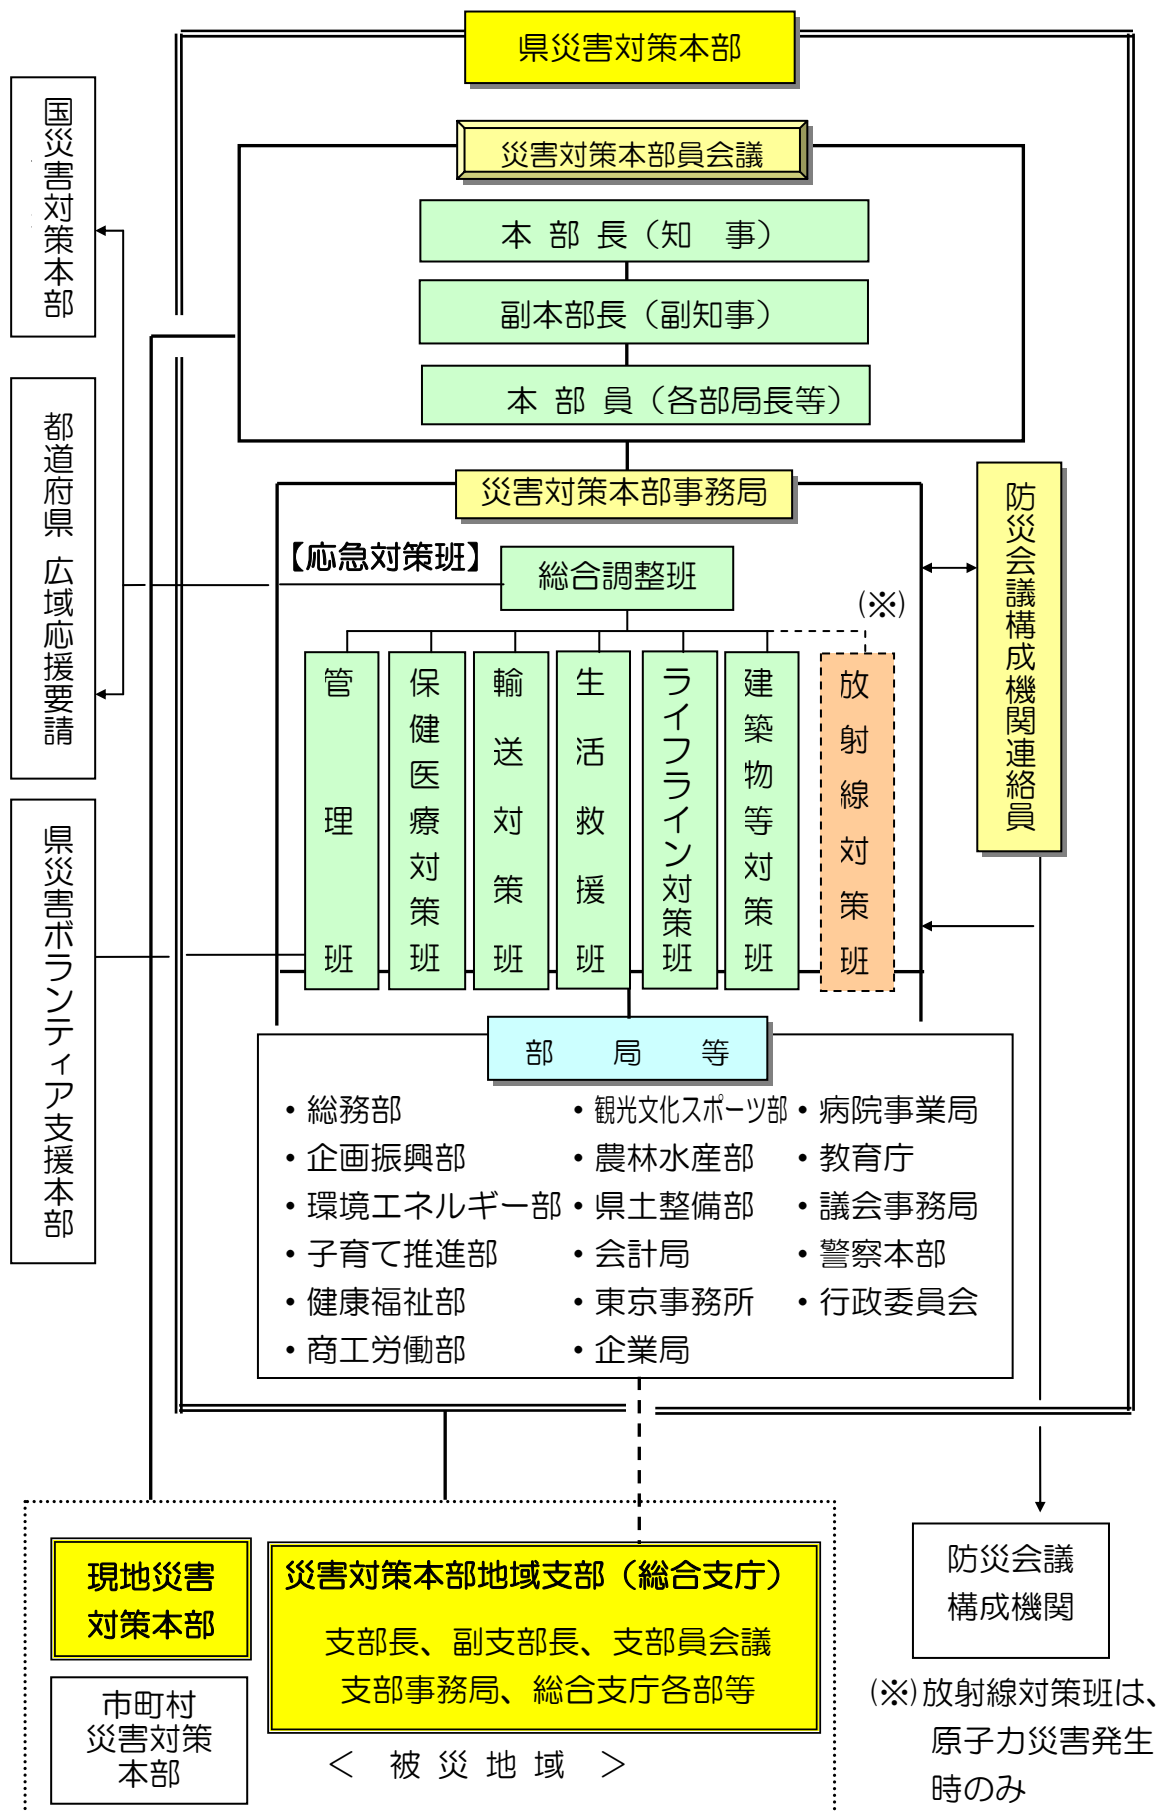 県災害対策本部
国災害対策本部
災害対策本部員会議
本 部 長（知　事）
副本部長（副知事）
本 部 員（各部局長等）
都道府県 広域応援要請
災害対策本部事務局
防災会議構成機関連絡員
【応急対策班】
総合調整班
(※)
管理班
保健医療対策班
輸送対策班
生活救援班
ライフライン対策班
建築物等対策班
放射線対策班
県災害ボランティア支援本部
部　局　等
・総務部
・企画振興部
・環境エネルギー部
・子育て推進部
・健康福祉部
・商工労働部
・観光文化スポーツ部
・農林水産部
・県土整備部
・会計局
・東京事務所
・企業局
・病院事業局
・教育庁
・議会事務局
・警察本部
・行政委員会
現地災害
対策本部
市町村
災害対策
本部
災害対策本部地域支部（総合支庁）
支部長、副支部長、支部員会議
支部事務局、総合支庁各部等
＜　被 災 地 域　＞
防災会議
構成機関
(※)放射線対策班は、
原子力災害発生
時のみ